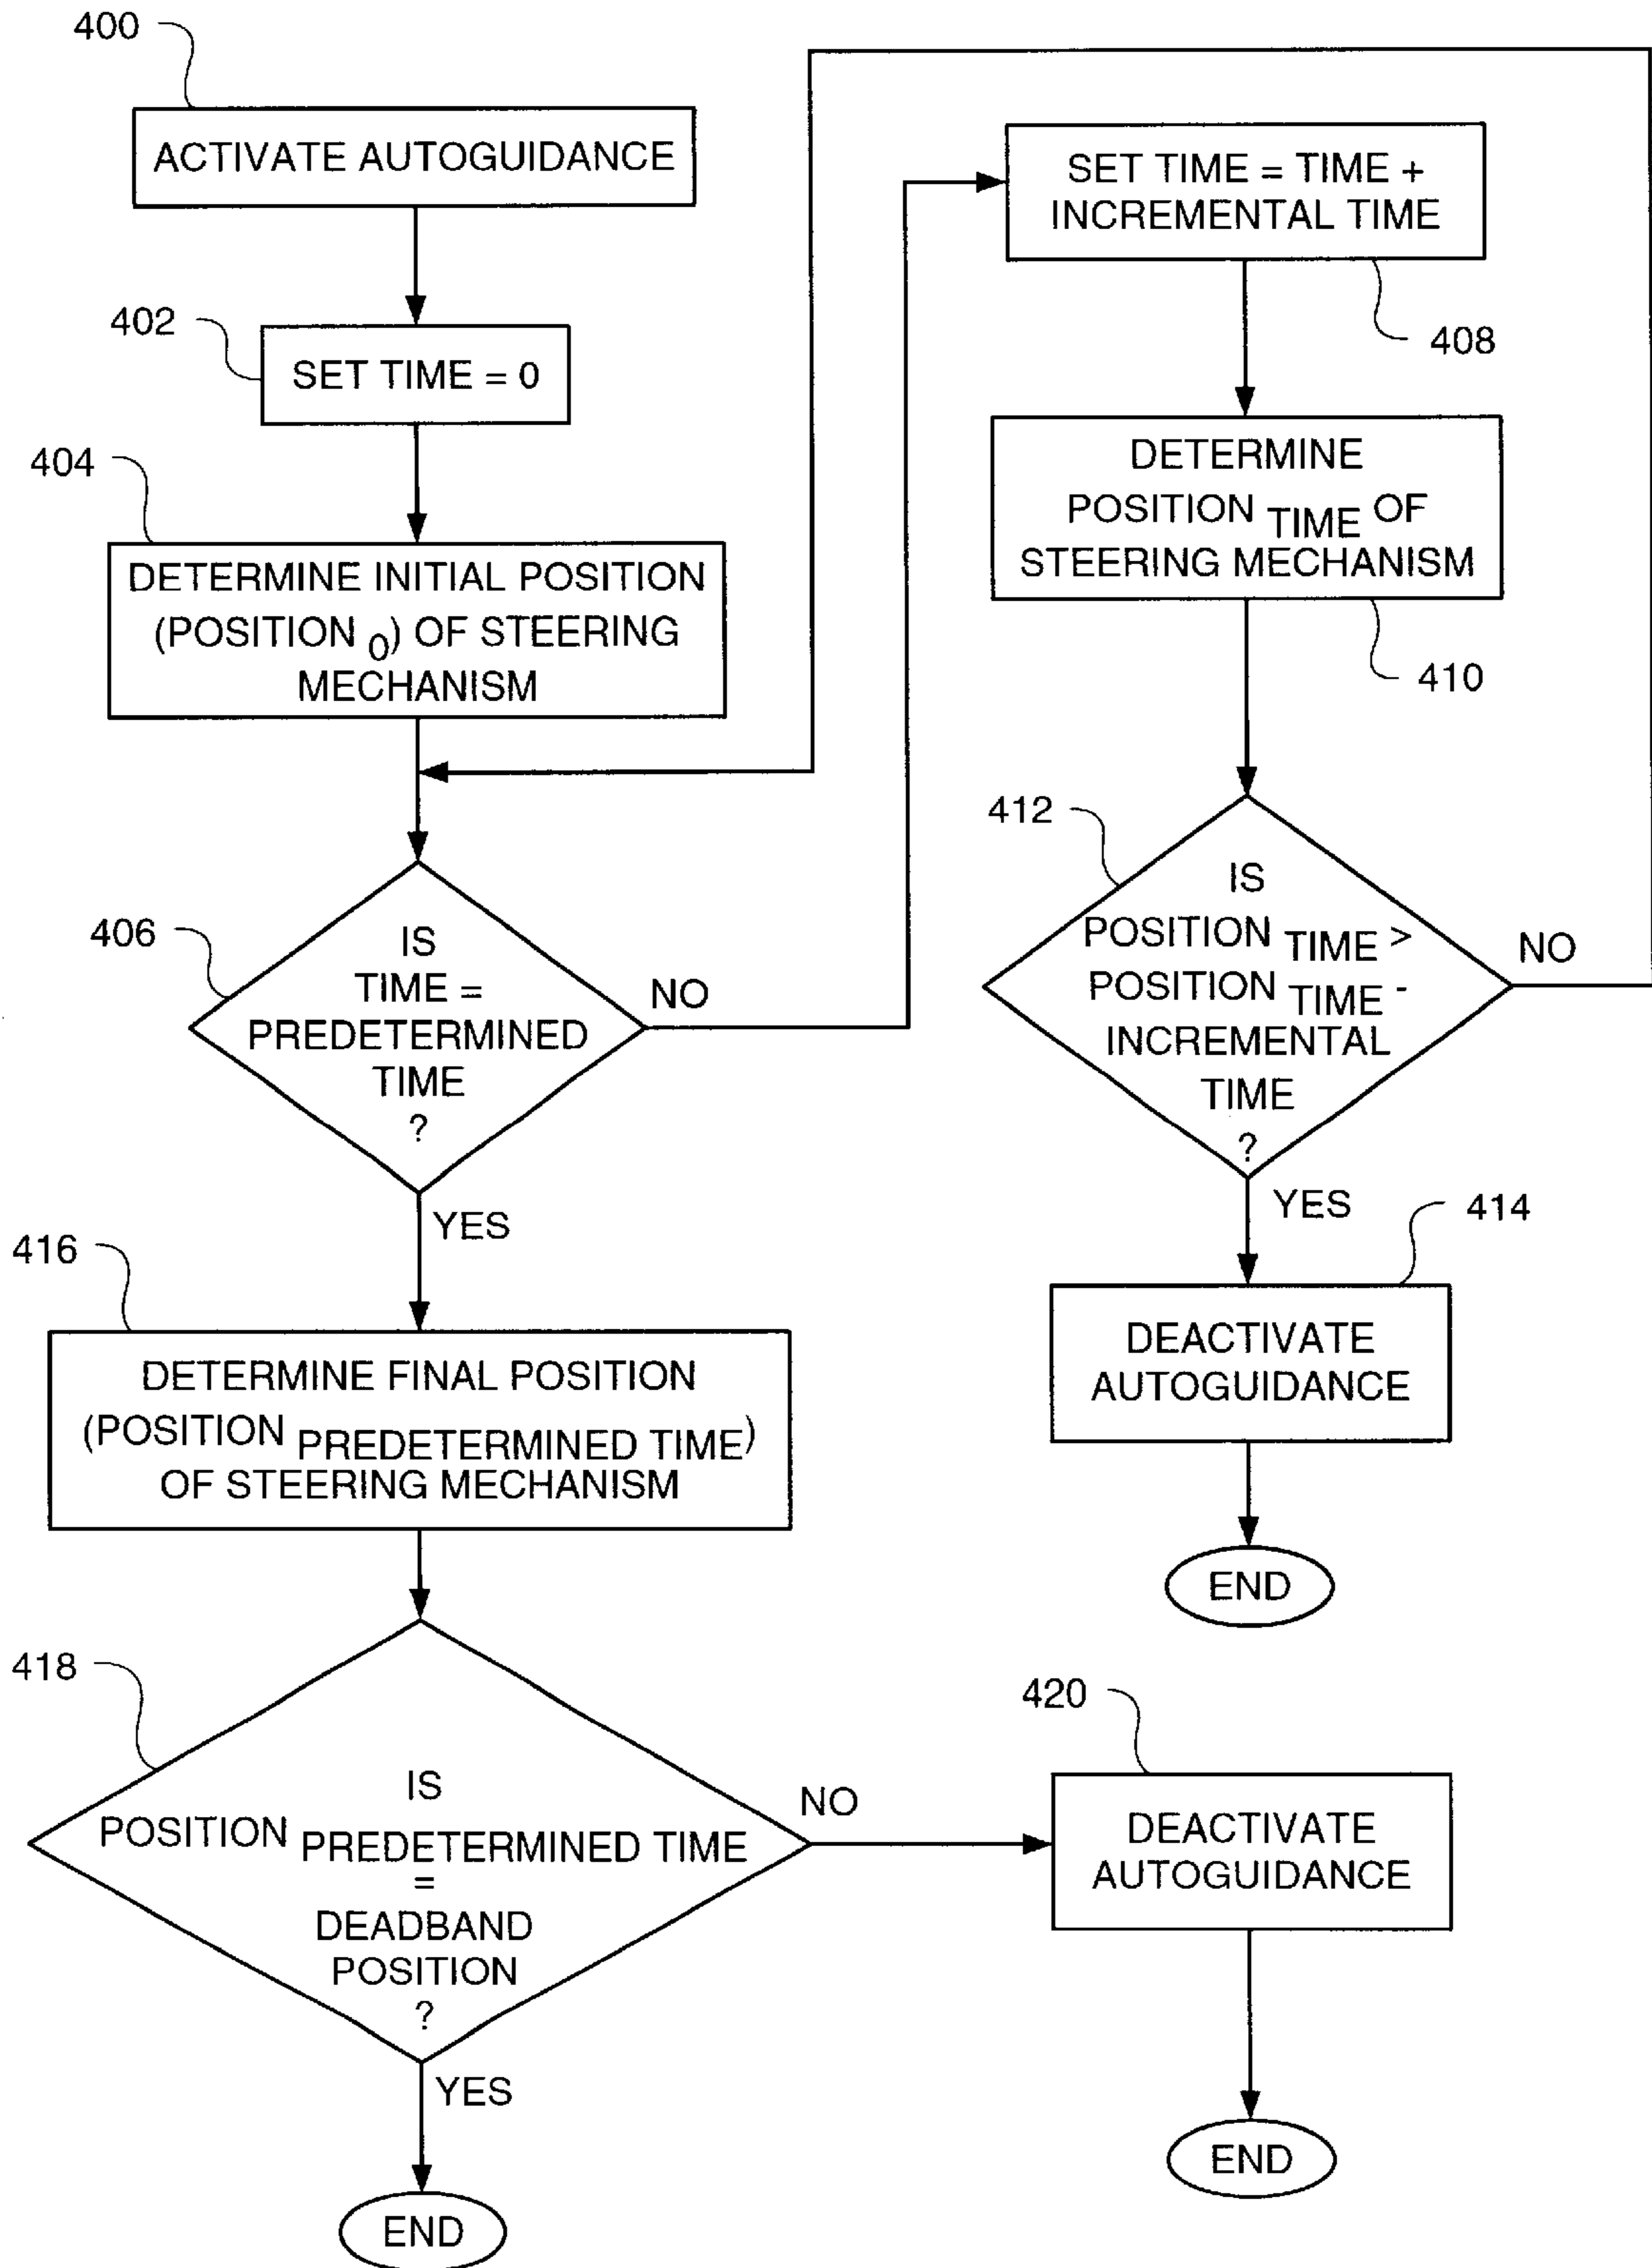 400
ACTIVATE AUTOGUIDANCE
402
SET TIME = 0
404
DETERMINE INITIAL POSITION
(POSITION 0) OF STEERING
MECHANISM
406
IS
TIME =
PREDETERMINED
TIME
?
NO
YES
SET TIME = TIME +
INCREMENTAL TIME
408
DETERMINE
POSITION TIME OF
STEERING MECHANISM
410
412
IS
POSITION TIME >
POSITION TIME -
INCREMENTAL
TIME
?
NO
YES
414
DEACTIVATE
AUTOGUIDANCE
END
416
DETERMINE FINAL POSITION
(POSITION PREDETERMINED TIME)
OF STEERING MECHANISM
418
IS
POSITION PREDETERMINED TIME
=
DEADBAND
POSITION
?
NO
YES
END
420
DEACTIVATE
AUTOGUIDANCE
END